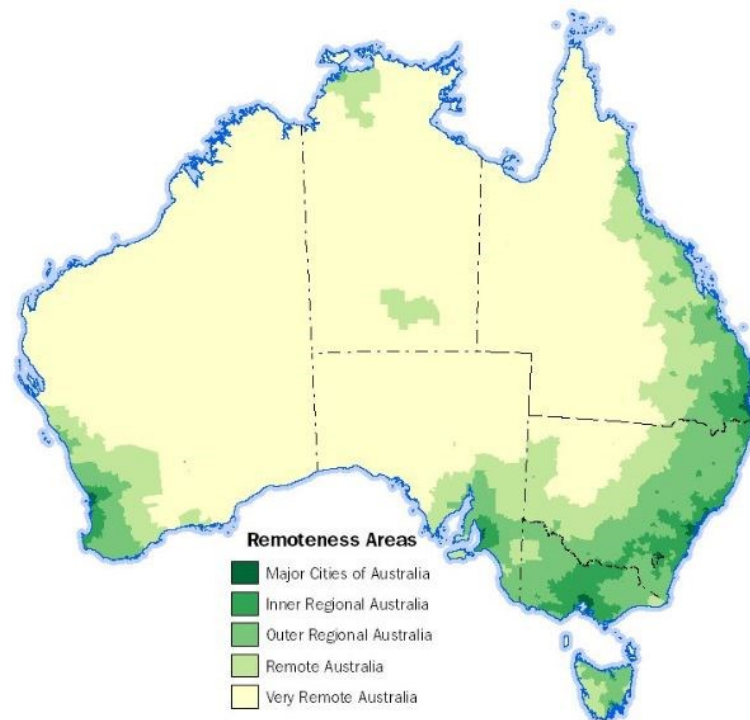 Remoteness Areas
Major Cities of Australia
Inner Regional Australia
Outer Regional Australia
Remote Australia
Very Remote Australia